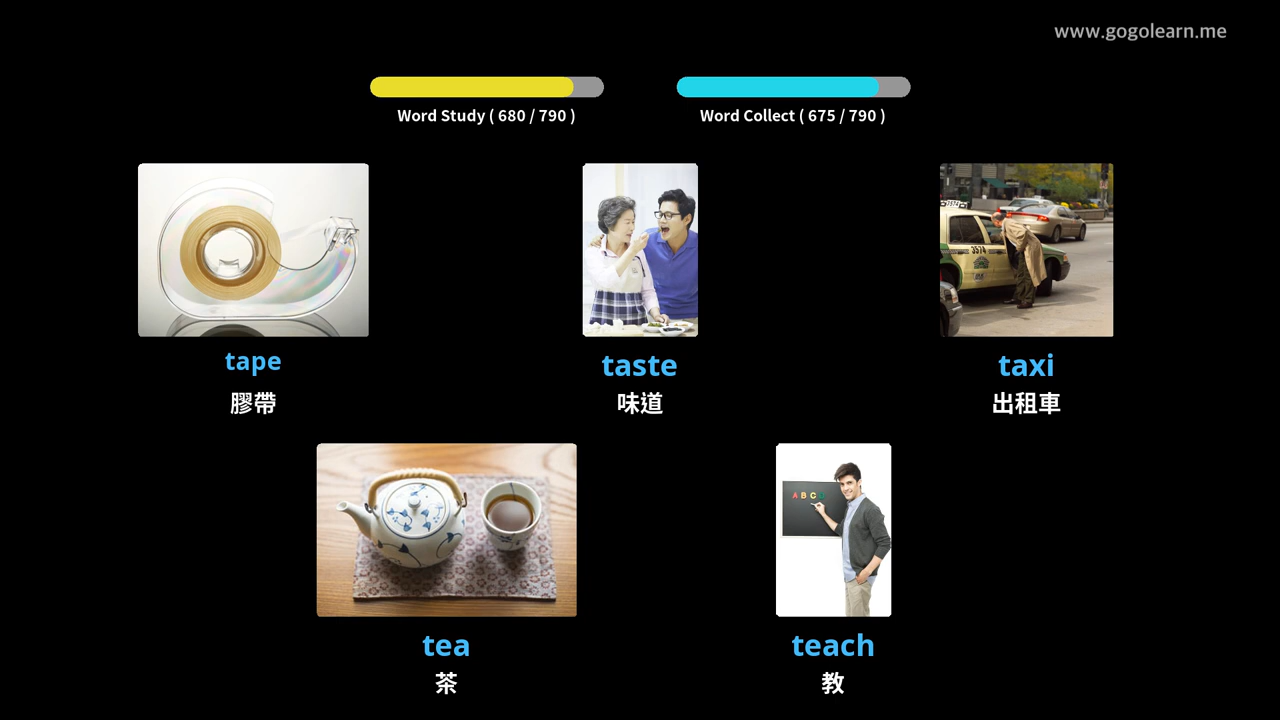 www.gogolearn.me
Word Study ( 680 / 790 )
Word Collect ( 675 / 790 )
3574
tape
膠帶
taste
味道
taxi
出租車
A B C
tea
茶
teach
教